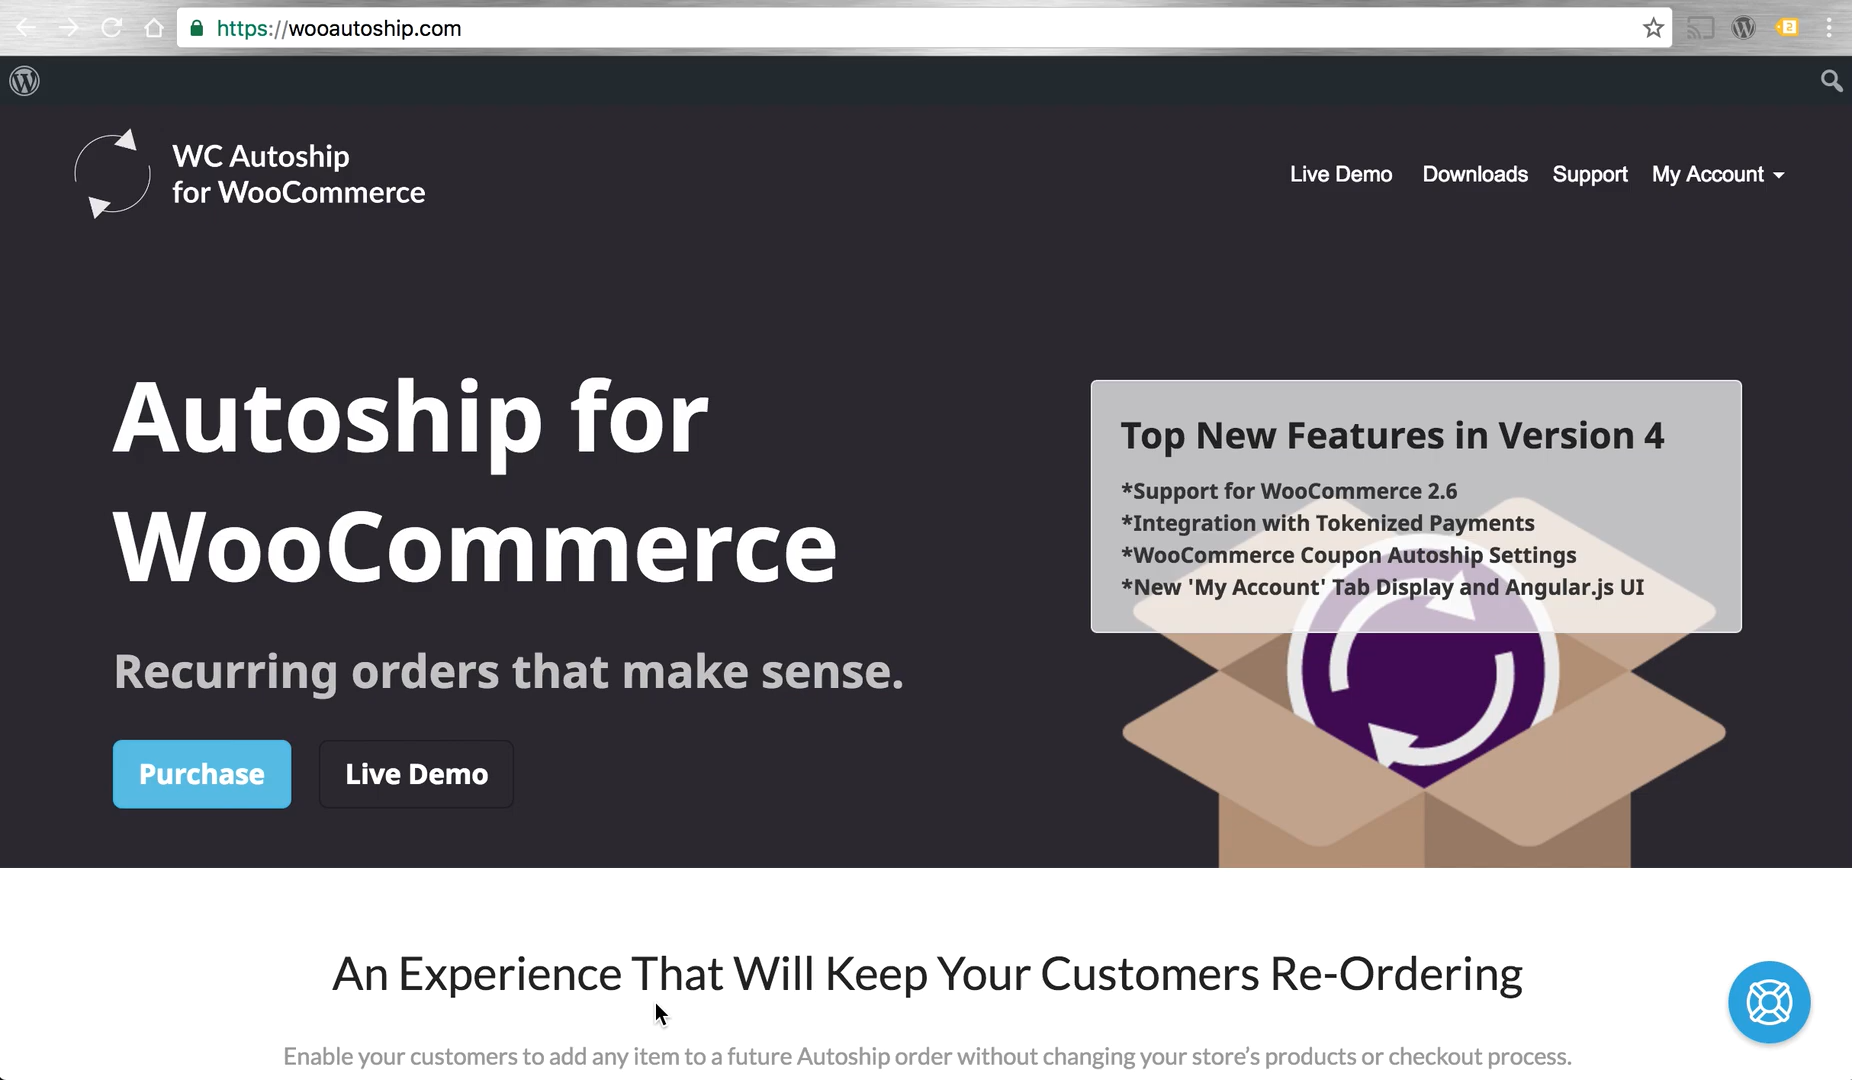 https://wooautoship.com
WC Autoship
for WooCommerce
Live Demo Downloads Support My Account
Autoship for
WooCommerce
Recurring orders that make sense.
Purchase Live Demo
Top New Features in Version 4
*Support for WooCommerce 2.6
*Integration with Tokenized Payments
*WooCommerce Coupon Autoship Settings
*New 'My Account' Tab Display and Angular.js UI
An Experience That Will Keep Your Customers Re-Ordering
Enable your customers to add any item to a future Autoship order without changing your store’s products or checkout process.